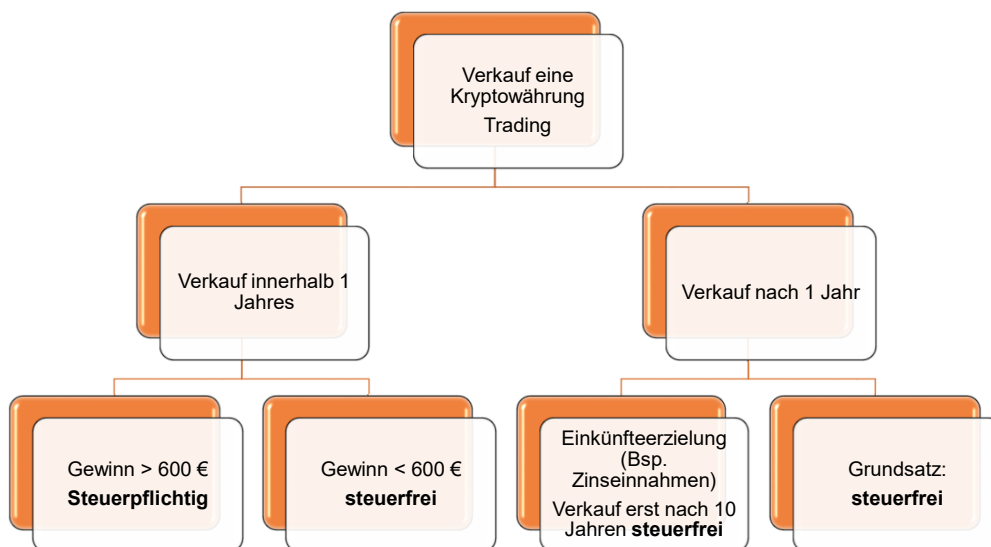 Verkauf eine
Kryptowährung
Trading
Verkauf innerhalb 1
Jahres
Verkauf nach 1 Jahr
Gewinn > 600 €
Steuerpflichtig
Gewinn < 600 €
steuerfrei
Einkünfteerzielung
(Bsp.
Zinseinnahmen)
Verkauf erst nach 10
Jahren steuerfrei
Grundsatz:
steuerfrei